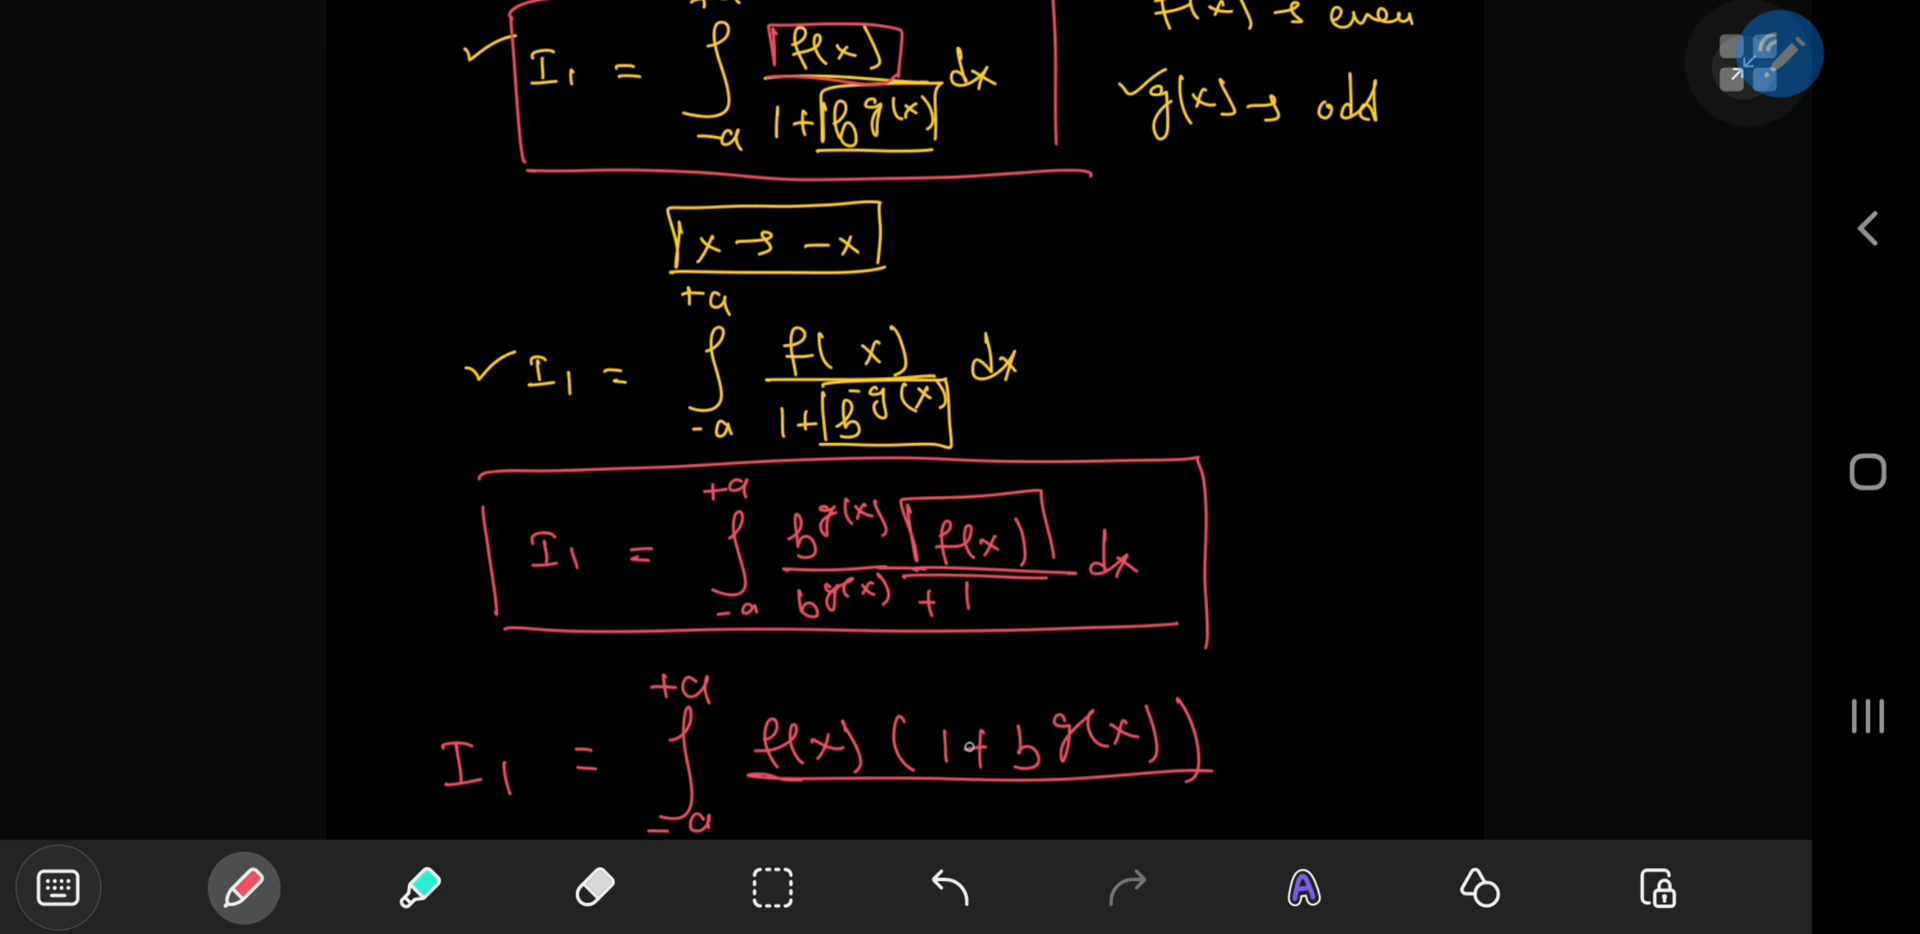 I₁ = ∫₋ₐ⁺ᵃ f(x) / (1 + b^g(x)) dx
f(x) → even
✓g(x) → odd
x → -x
✓ I₁ = ∫₋ₐ⁺ᵃ f(x) / (1 + b^-g(x)) dx
I₁ = ∫₋ₐ⁺ᵃ b^g(x) f(x) / (b^g(x) + 1) dx
I₁ = ∫₋ₐ⁺ᵃ f(x) (1 + b^g(x))
A